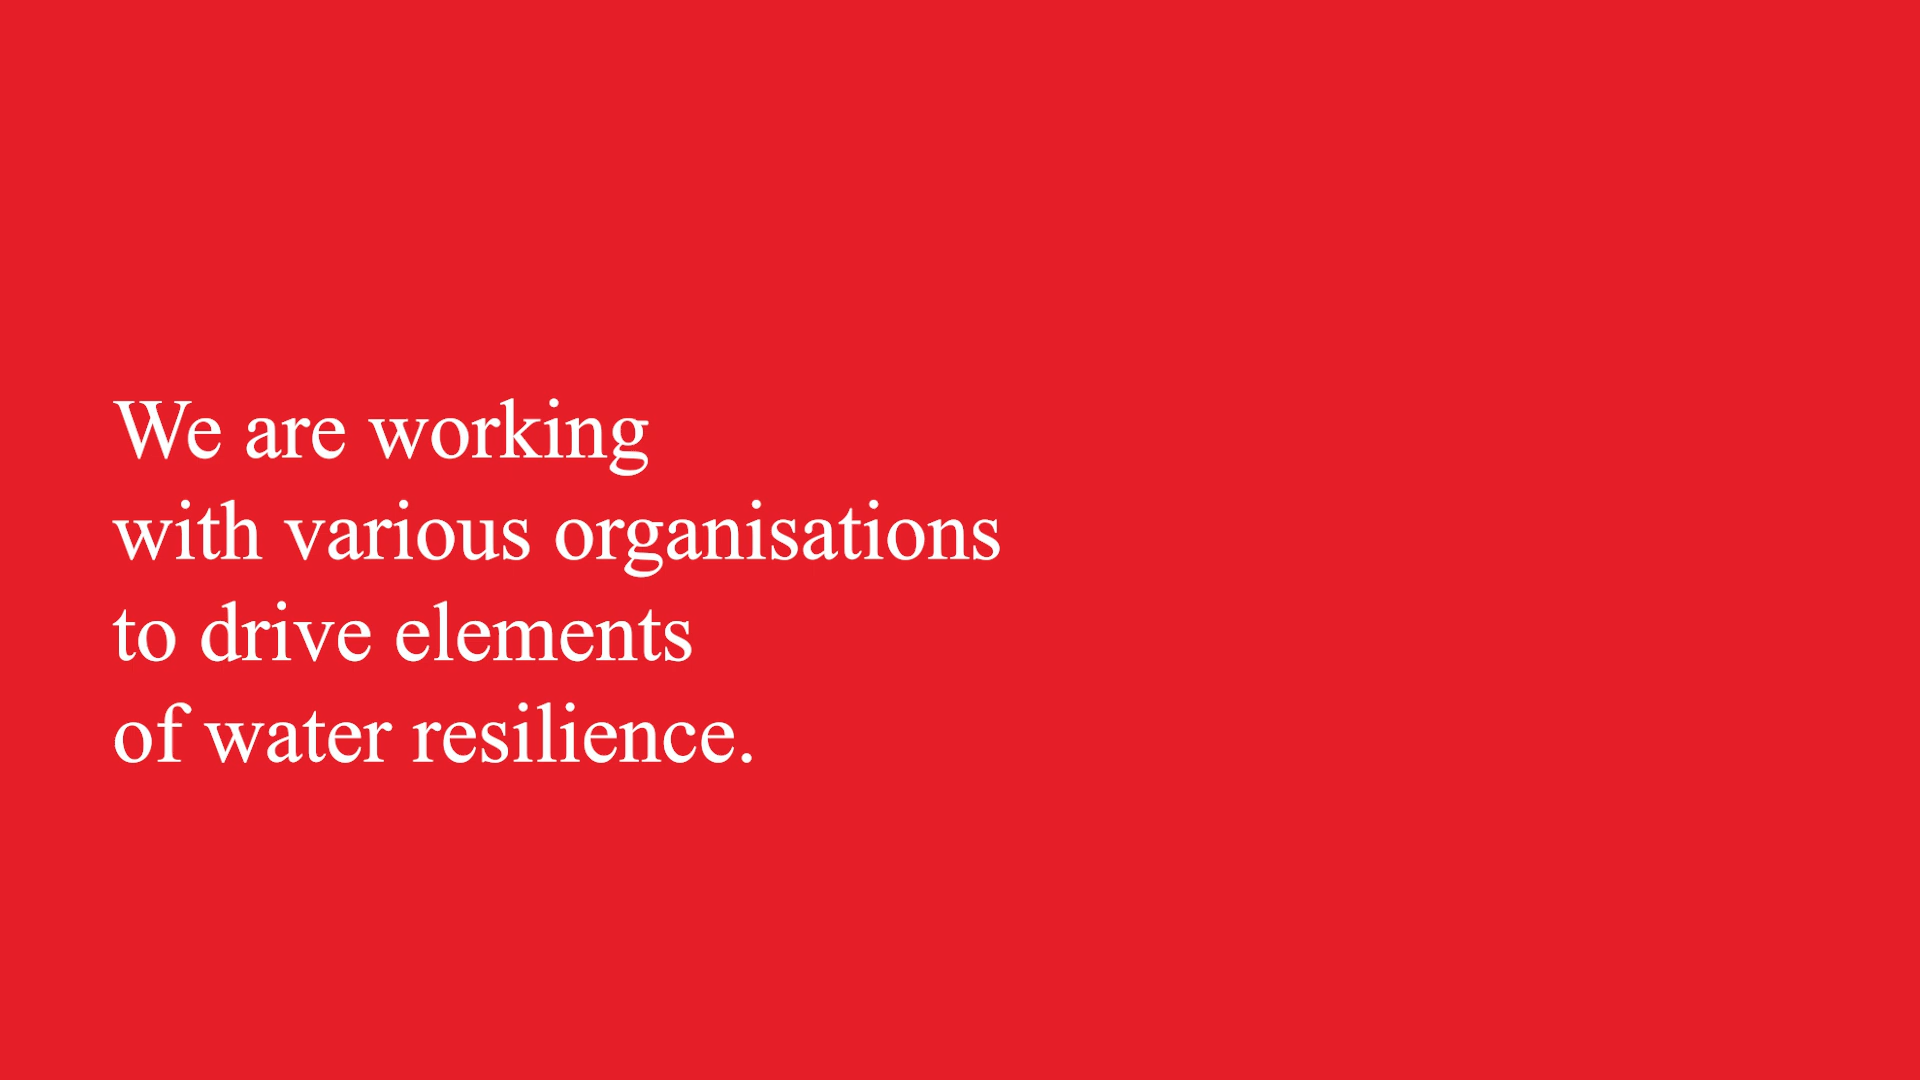 We are working
with various organisations
to drive elements
of water resilience.